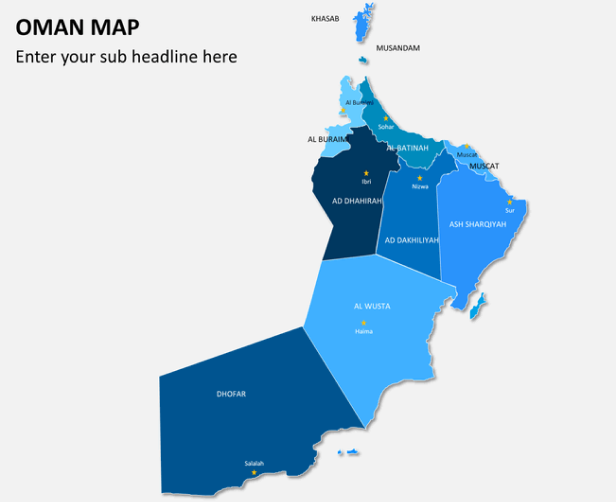 OMAN MAP
Enter your sub headline here
KHASAB
MUSANDAM
Al Buraimi
Sohar
AL BURAIMI
AL BATINAH
Muscat
MUSCAT
Ibri
Nizwa
AD DHAHIRAH
Sur
ASH SHARQIYAH
AD DAKHILIYAH
AL WUSTA
Haima
DHOFAR
Salalah